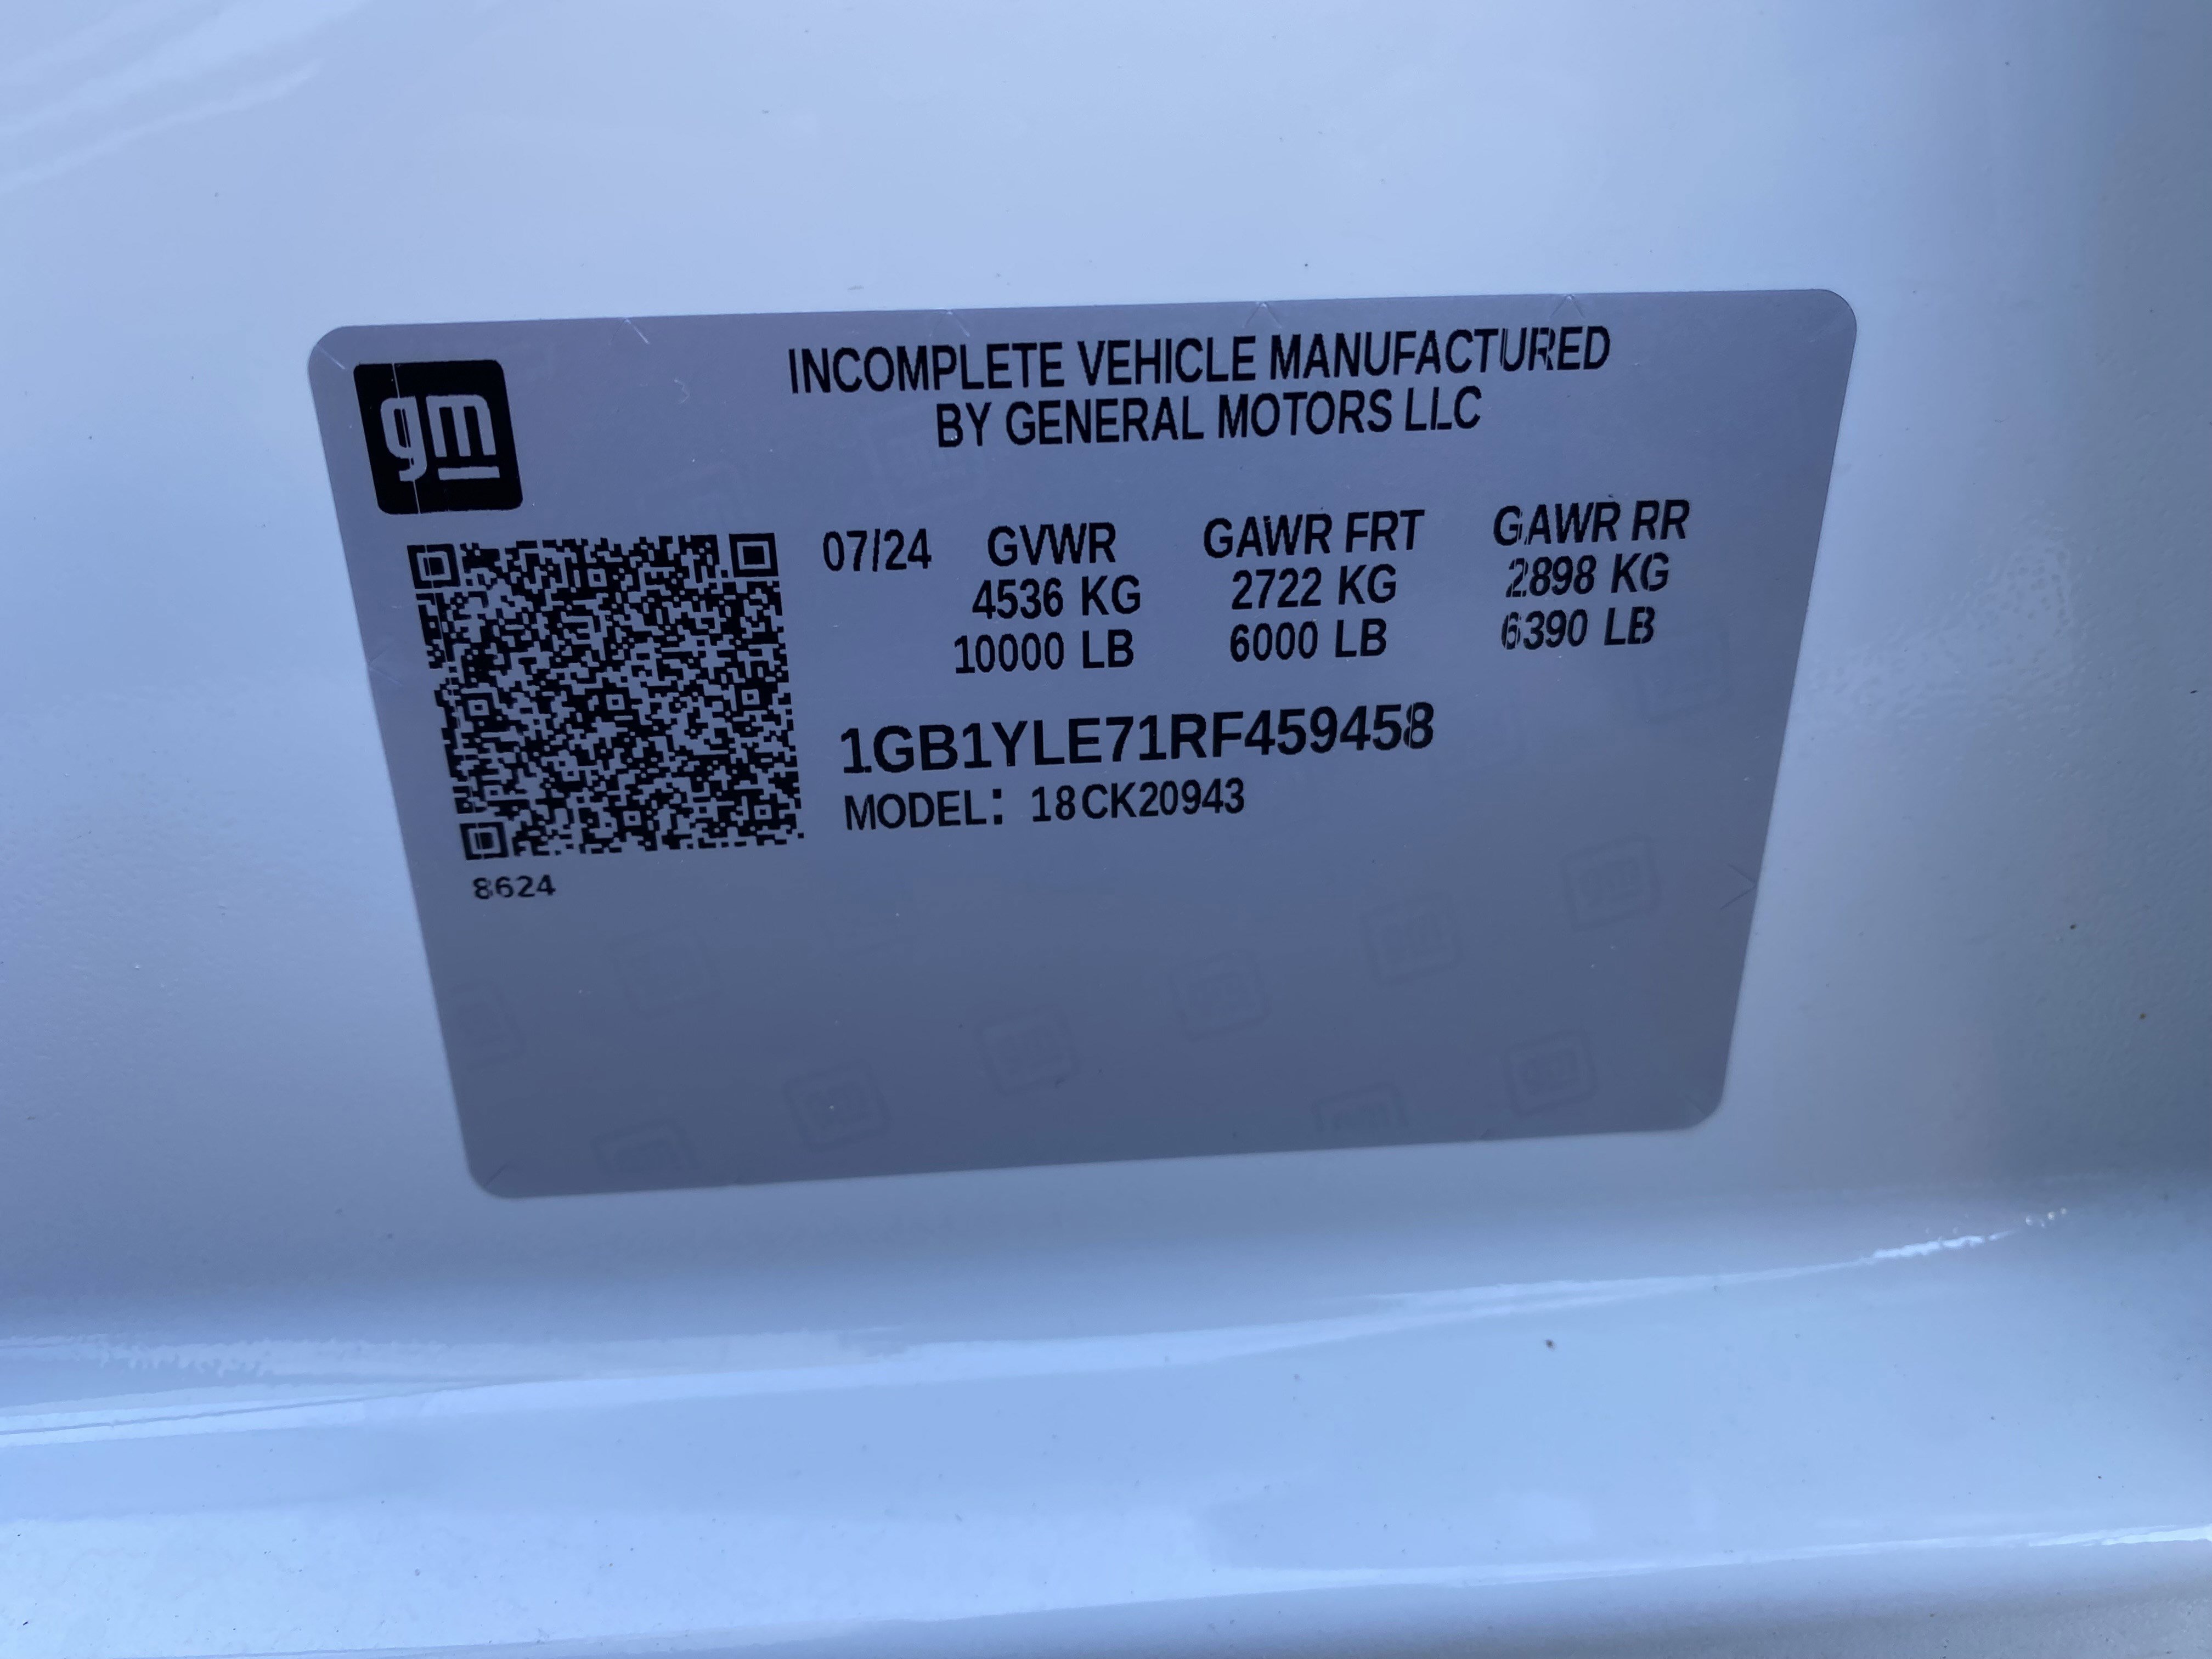 gm
INCOMPLETE VEHICLE MANUFACTURED
BY GENERAL MOTORS LLC
07/24 GVWR GAWR FRT GAWR RR
4536 KG 2722 KG 2898 KG
10000 LB 6000 LB 6390 LB
1GB1YLE71RF459458
MODEL: 18CK20943
8624